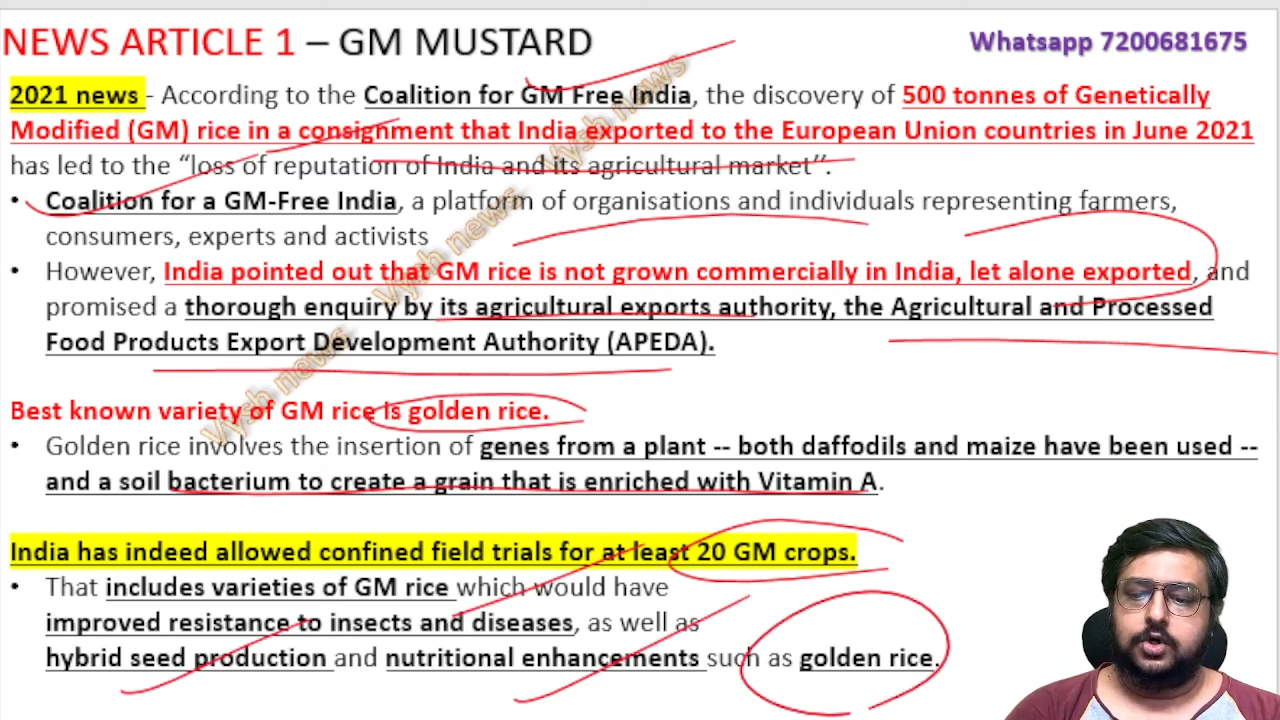 NEWS ARTICLE 1 – GM MUSTARD
Whatsapp 7200681675
2021 news - According to the Coalition for GM Free India, the discovery of 500 tonnes of Genetically
Modified (GM) rice in a consignment that India exported to the European Union countries in June 2021
has led to the “loss of reputation of India and its agricultural market”.
• Coalition for a GM-Free India, a platform of organisations and individuals representing farmers,
consumers, experts and activists
• However, India pointed out that GM rice is not grown commercially in India, let alone exported, and
promised a thorough enquiry by its agricultural exports authority, the Agricultural and Processed
Food Products Export Development Authority (APEDA).
Best known variety of GM rice is golden rice.
• Golden rice involves the insertion of genes from a plant -- both daffodils and maize have been used --
and a soil bacterium to create a grain that is enriched with Vitamin A.
India has indeed allowed confined field trials for at least 20 GM crops.
• That includes varieties of GM rice which would have
improved resistance to insects and diseases, as well as
hybrid seed production and nutritional enhancements such as golden rice.
Vysh news
Vysh news
Vysh news